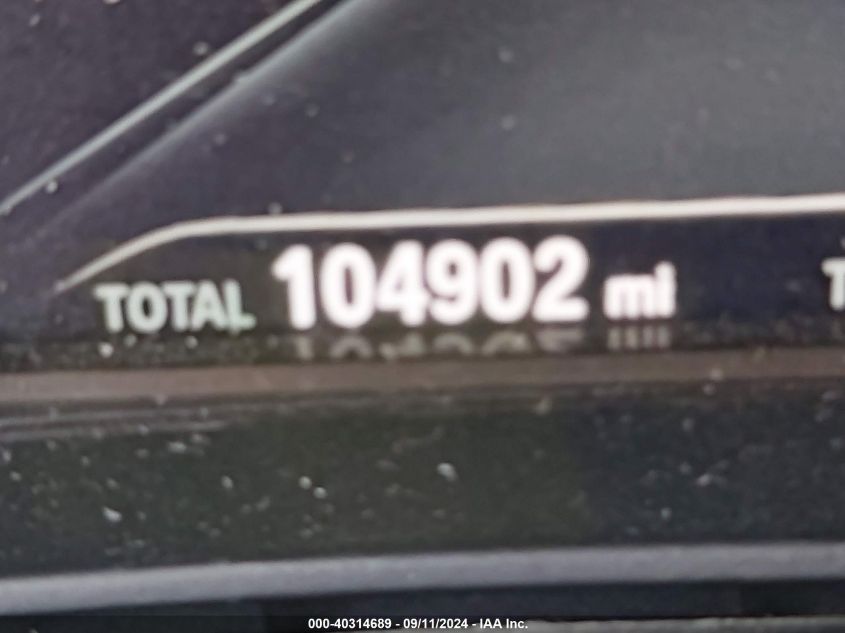 TOTAL 104902 mi
000-40314689 - 09/11/2024 - IAA Inc.